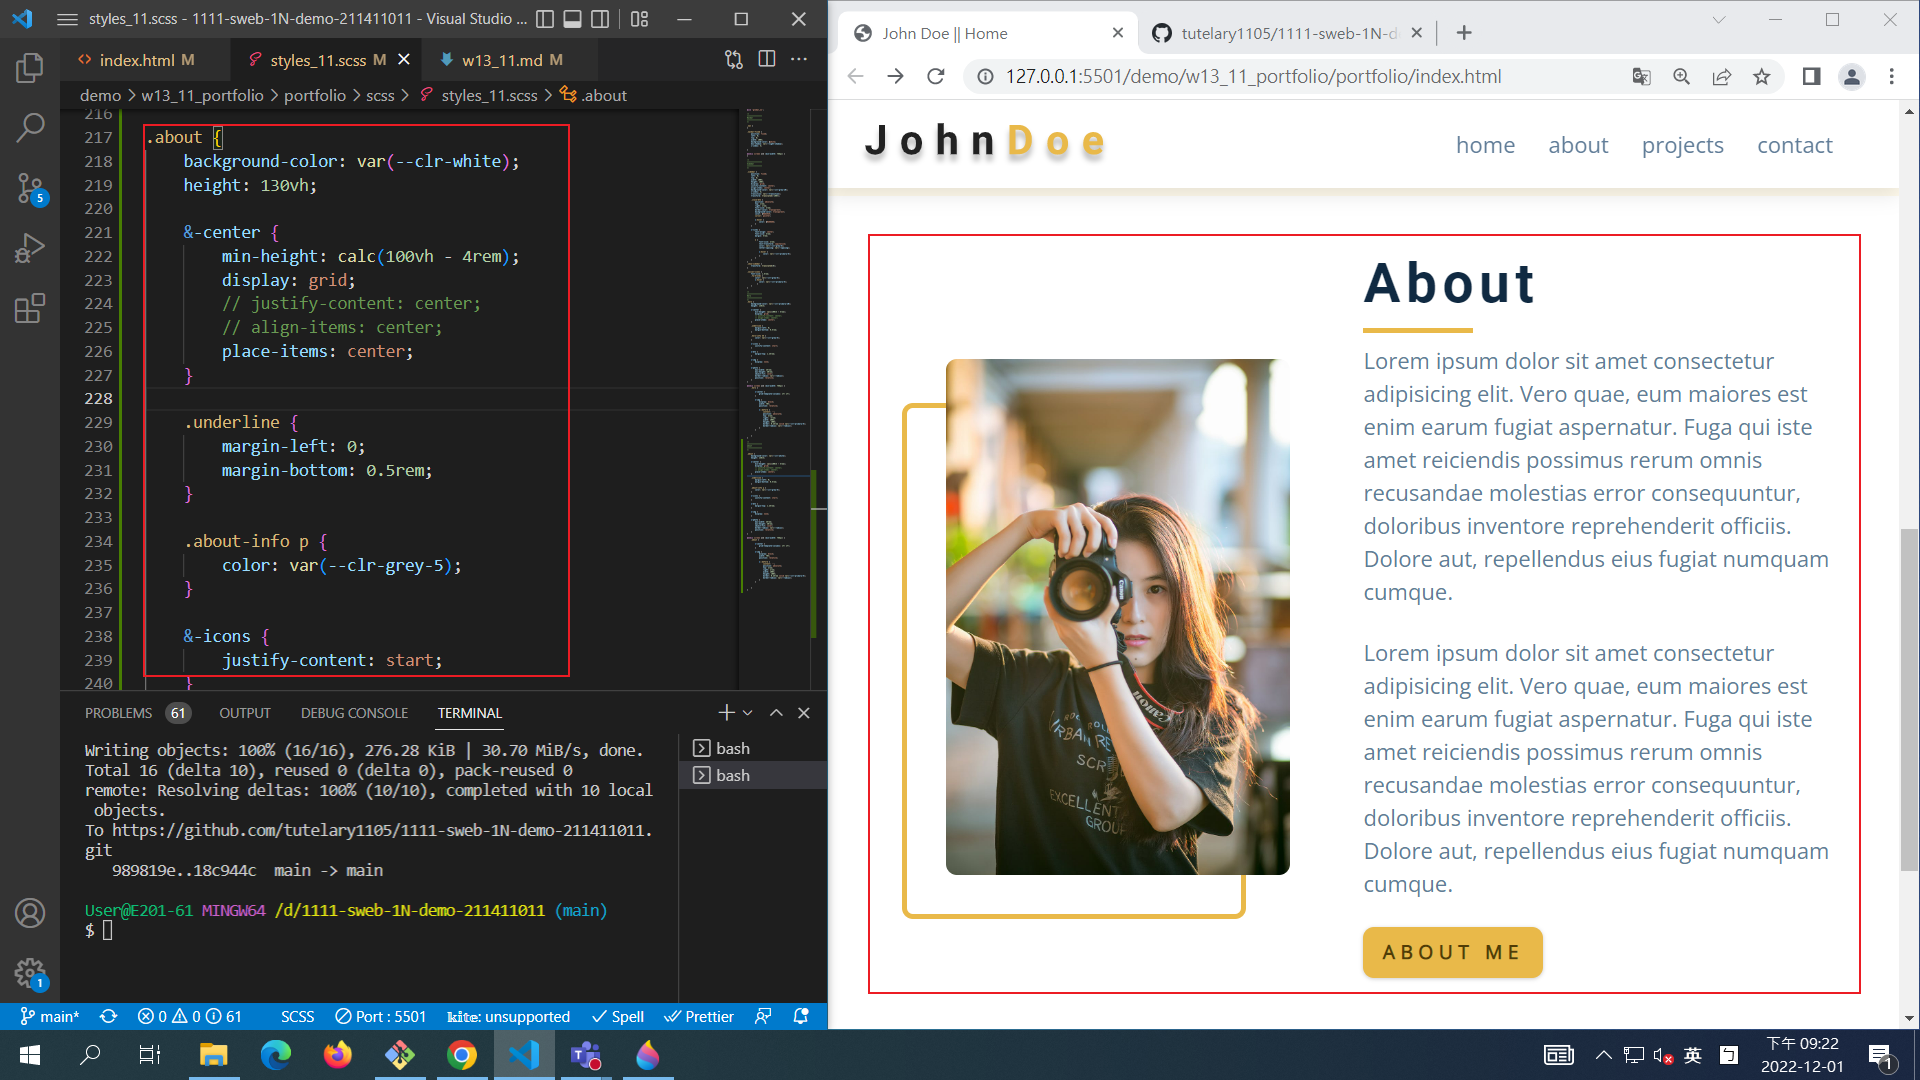 styles_11.scss - 1111-sweb-1N-demo-211411011 - Visual Studio ...
index.html M
styles_11.scss M
w13_11.md M
demo > w13_11_portfolio > portfolio > scss > styles_11.scss > .about
216
217 .about {
218 background-color: var(--clr-white);
219 height: 130vh;
220
221 &-center {
222 min-height: calc(100vh - 4rem);
223 display: grid;
224 // justify-content: center;
225 // align-items: center;
226 place-items: center;
227 }
228
229 .underline {
230 margin-left: 0;
231 margin-bottom: 0.5rem;
232 }
233
234 .about-info p {
235 color: var(--clr-grey-5);
236 }
237
238 &-icons {
239 justify-content: start;
240 }
5
1
PROBLEMS 61 OUTPUT DEBUG CONSOLE TERMINAL
Writing objects: 100% (16/16), 276.28 KiB | 30.70 MiB/s, done.
Total 16 (delta 10), reused 0 (delta 0), pack-reused 0
remote: Resolving deltas: 100% (10/10), completed with 10 local
objects.
To https://github.com/tutelary1105/1111-sweb-1N-demo-211411011.
git
989819e..18c944c main -> main
User@E201-61 MINGW64 /d/1111-sweb-1N-demo-211411011 (main)
$
bash
bash
main* 0 0 61 SCSS Port : 5501 kite: unsupported Spell Prettier
John Doe || Home
tutelary1105/1111-sweb-1N-d
127.0.0.1:5501/demo/w13_11_portfolio/portfolio/index.html
JohnDoe
home about projects contact
About
Lorem ipsum dolor sit amet consectetur
adipisicing elit. Vero quae, eum maiores est
enim earum fugiat aspernatur. Fuga qui iste
amet reiciendis possimus rerum omnis
recusandae molestias error consequuntur,
doloribus inventore reprehenderit officiis.
Dolore aut, repellendus eius fugiat numquam
cumque.
Lorem ipsum dolor sit amet consectetur
adipisicing elit. Vero quae, eum maiores est
enim earum fugiat aspernatur. Fuga qui iste
amet reiciendis possimus rerum omnis
recusandae molestias error consequuntur,
doloribus inventore reprehenderit officiis.
Dolore aut, repellendus eius fugiat numquam
cumque.
ABOUT ME
Canon
EXCELLENT
GROUP
英
下午 09:22
2022-12-01
1